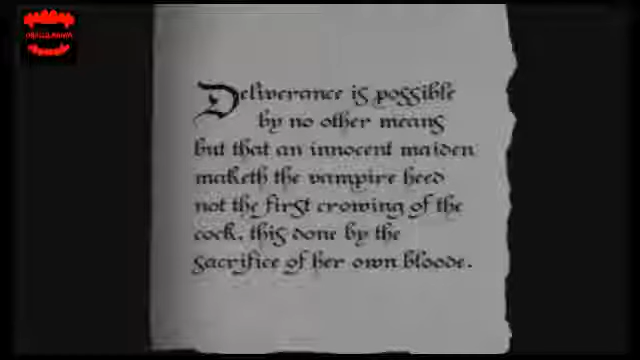 Deliverance is possible
by no other means
but that an innocent maiden
maketh the vampire heed
not the first crowing of the
cock, this done by the
sacrifice of her own bloode.